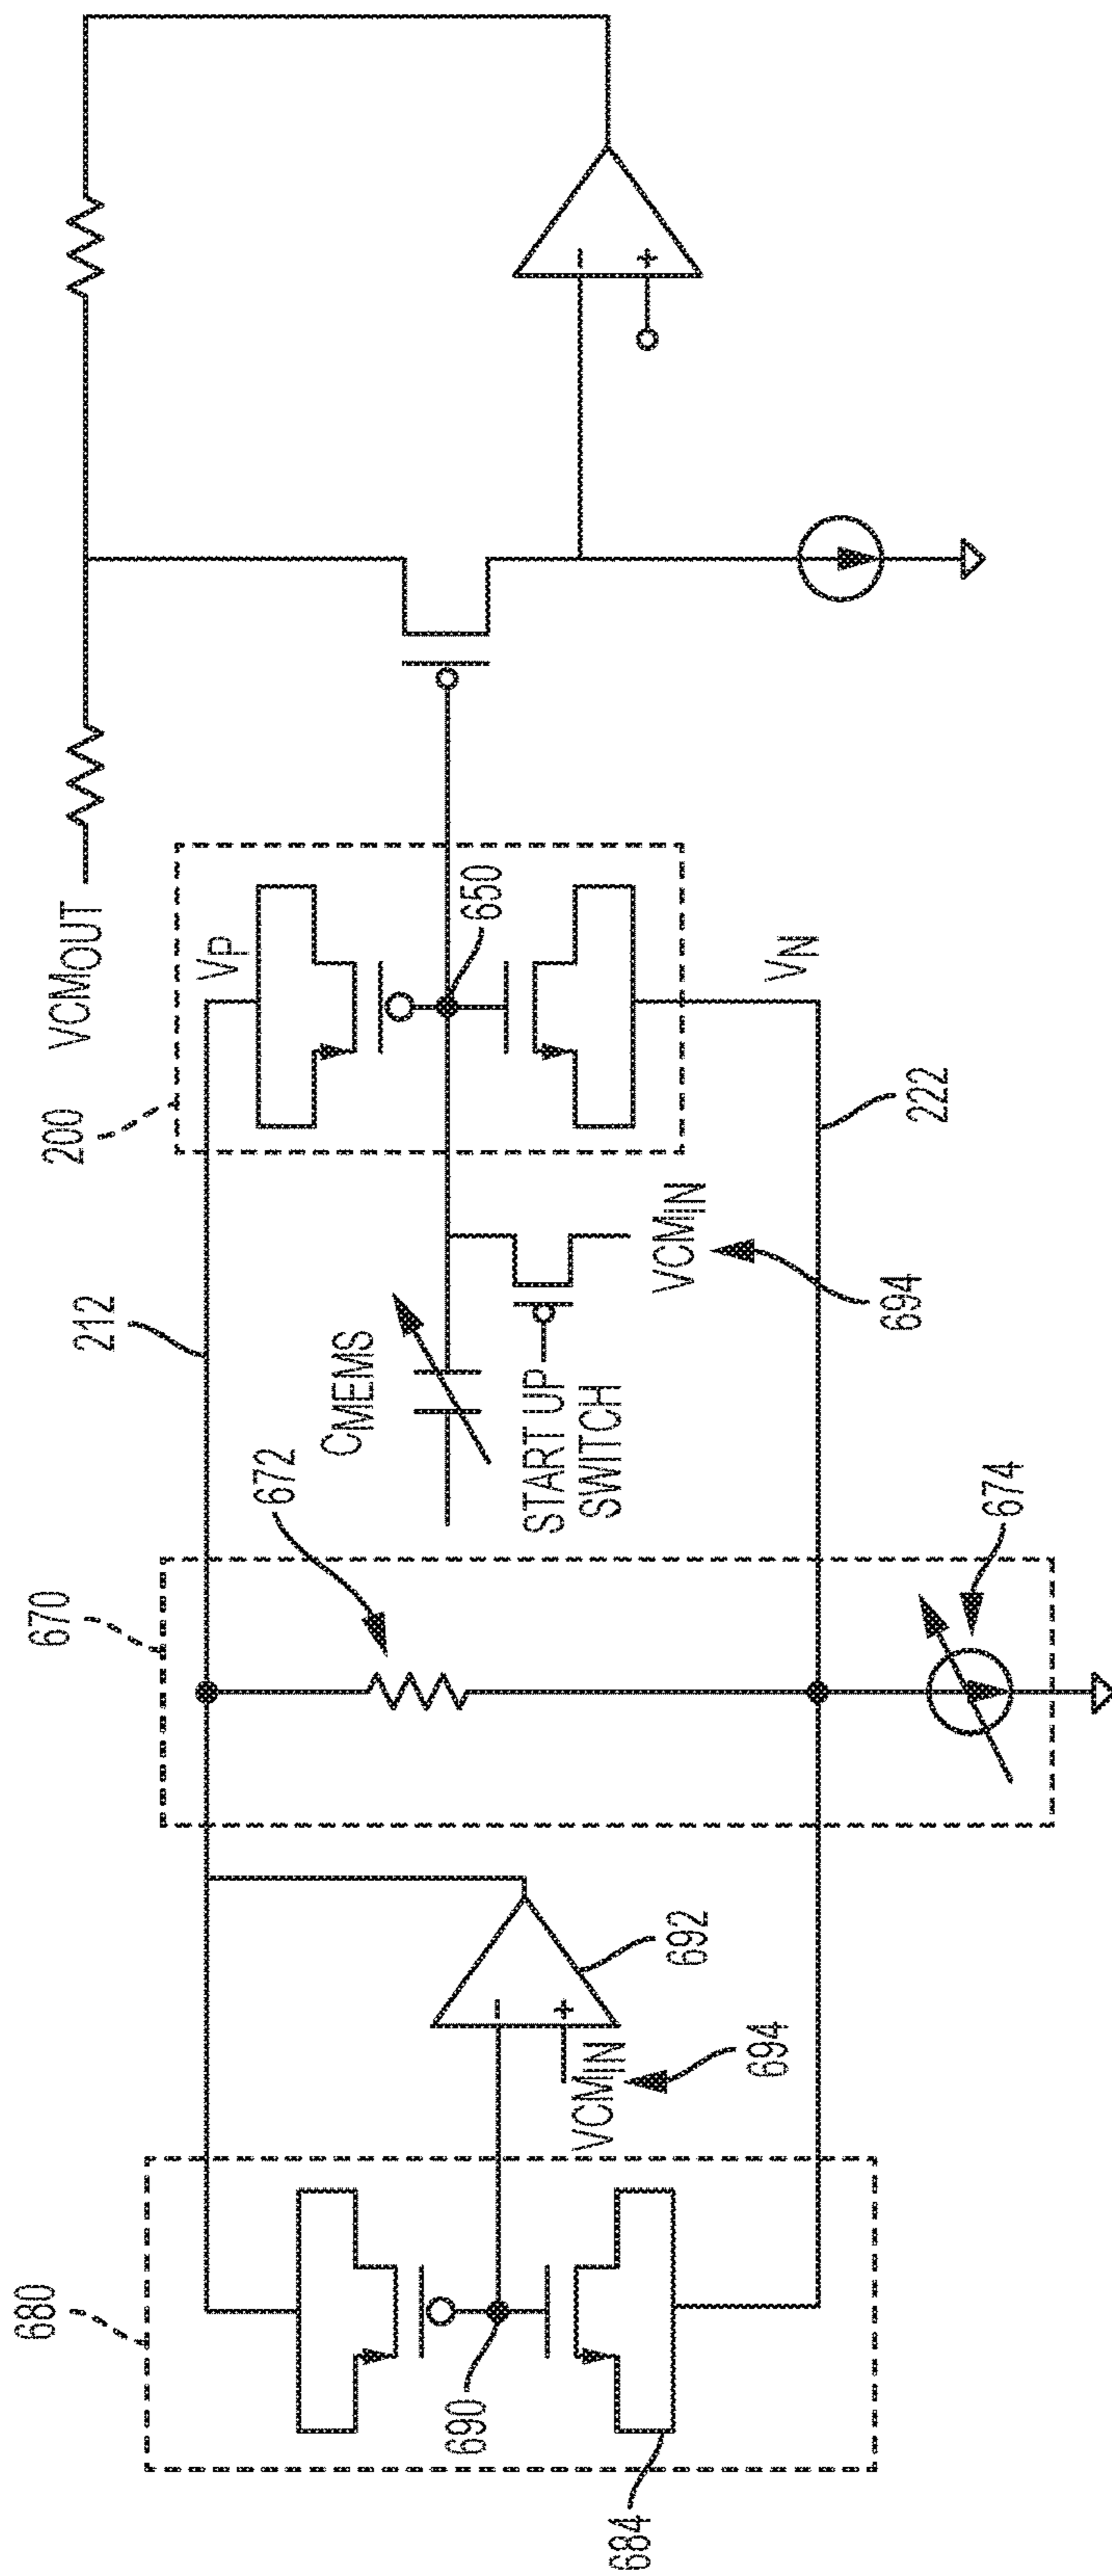 VCMOUT
200
VP
650
VN
222
212
CMEMS
START UP
SWITCH
VCMIN
694
670
672
674
692
VCMIN
694
680
690
684
−
+
−
+